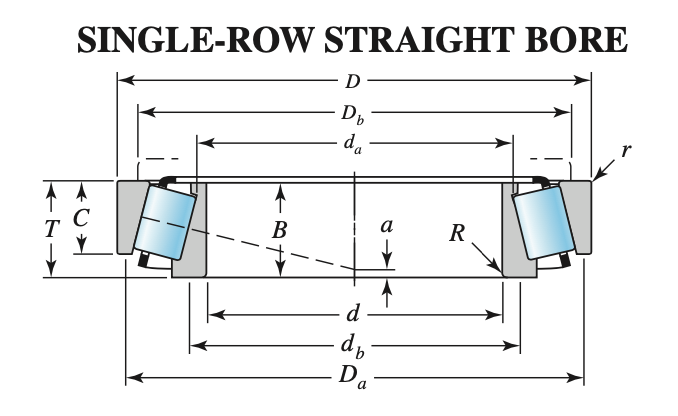 SINGLE-ROW STRAIGHT BORE
D
D_b
d_a
r
T C B a R
d
d_b
D_a